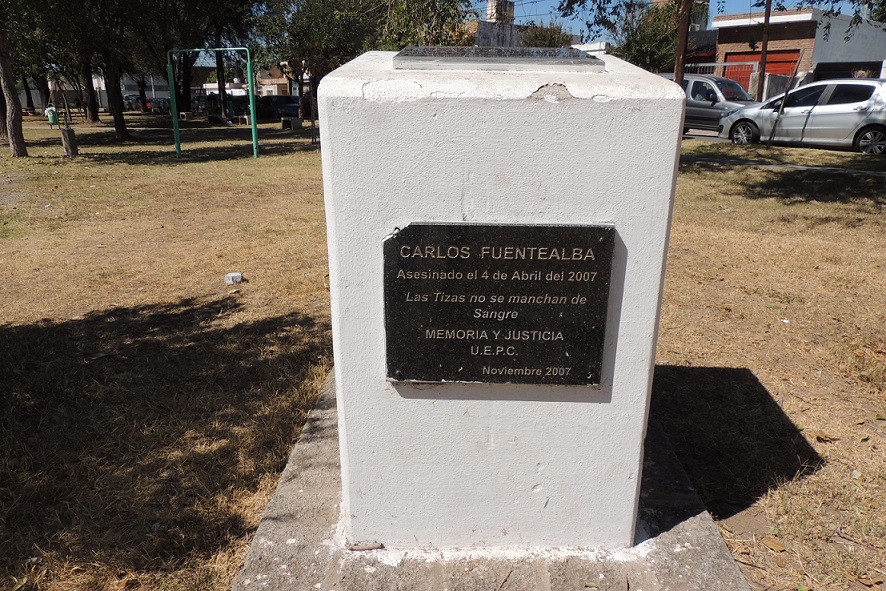 CARLOS FUENTEALBA
Asesinado el 4 de Abril del 2007
Las Tizas no se manchan de
Sangre
MEMORIA Y JUSTICIA
U.E.P.C.
Noviembre 2007